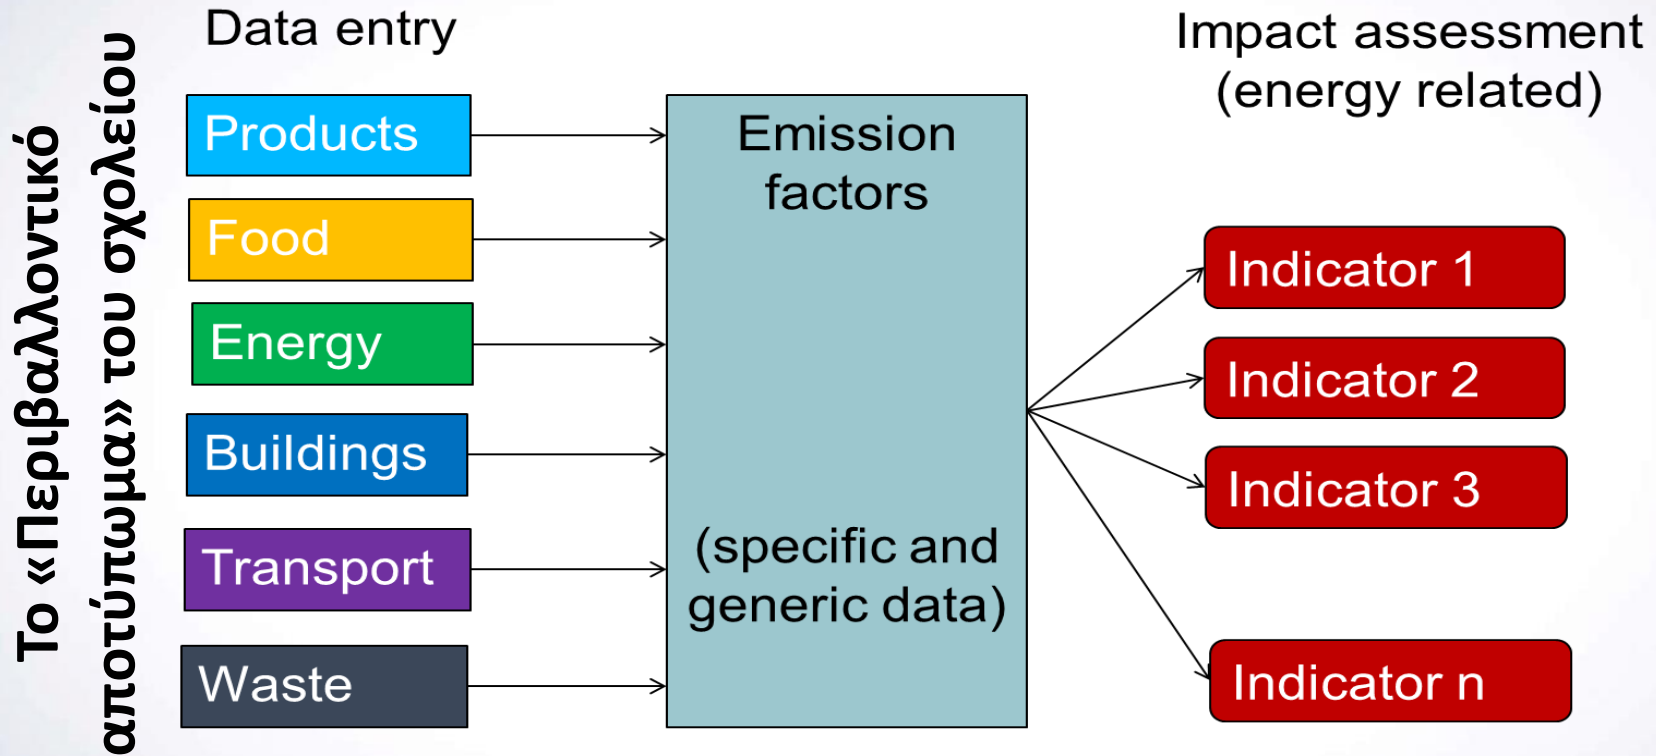 Το «Περιβαλλοντικό
αποτύπωμα» του σχολείου
Data entry
Products
Food
Energy
Buildings
Transport
Waste
Emission
factors
(specific and
generic data)
Impact assessment
(energy related)
Indicator 1
Indicator 2
Indicator 3
Indicator n